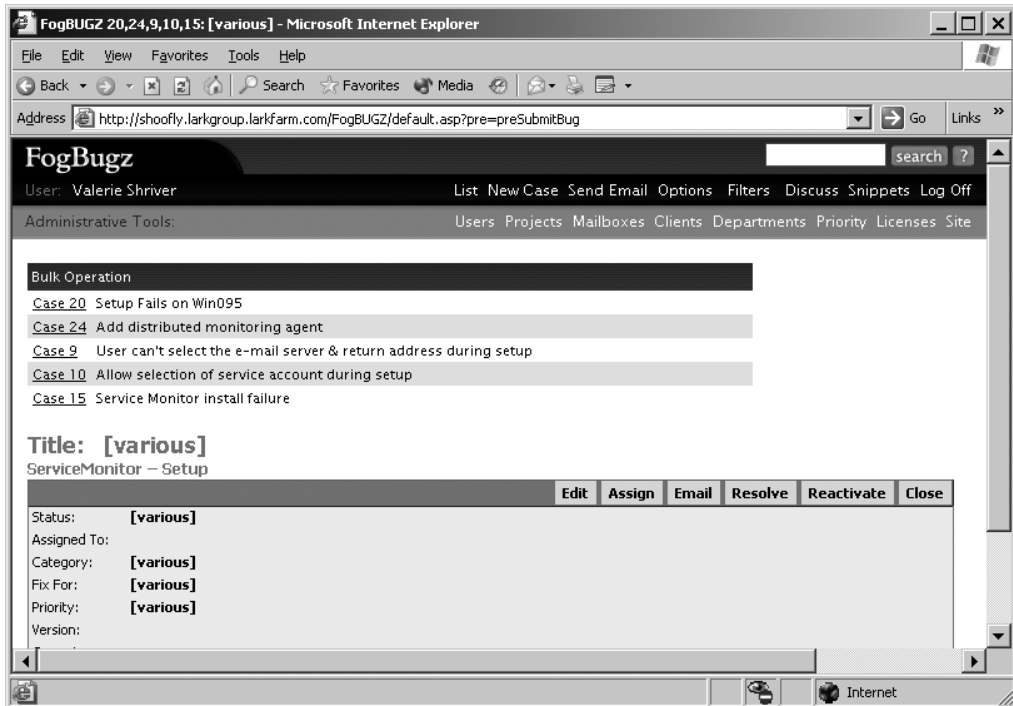 FogBUGZ 20,24,9,10,15: [various] - Microsoft Internet Explorer
File Edit View Favorites Tools Help
Back Search Favorites Media
Address http://shoofly.larkgroup.larkfarm.com/FogBUGZ/default.asp?pre=preSubmitBug Go Links »
FogBugz search ?
User: Valerie Shriver List New Case Send Email Options Filters Discuss Snippets Log Off
Administrative Tools: Users Projects Mailboxes Clients Departments Priority Licenses Site
Bulk Operation
Case 20 Setup Fails on Win095
Case 24 Add distributed monitoring agent
Case 9 User can't select the e-mail server & return address during setup
Case 10 Allow selection of service account during setup
Case 15 Service Monitor install failure
Title: [various]
ServiceMonitor – Setup
Edit Assign Email Resolve Reactivate Close
Status: [various]
Assigned To:
Category: [various]
Fix For: [various]
Priority: [various]
Version:
Internet